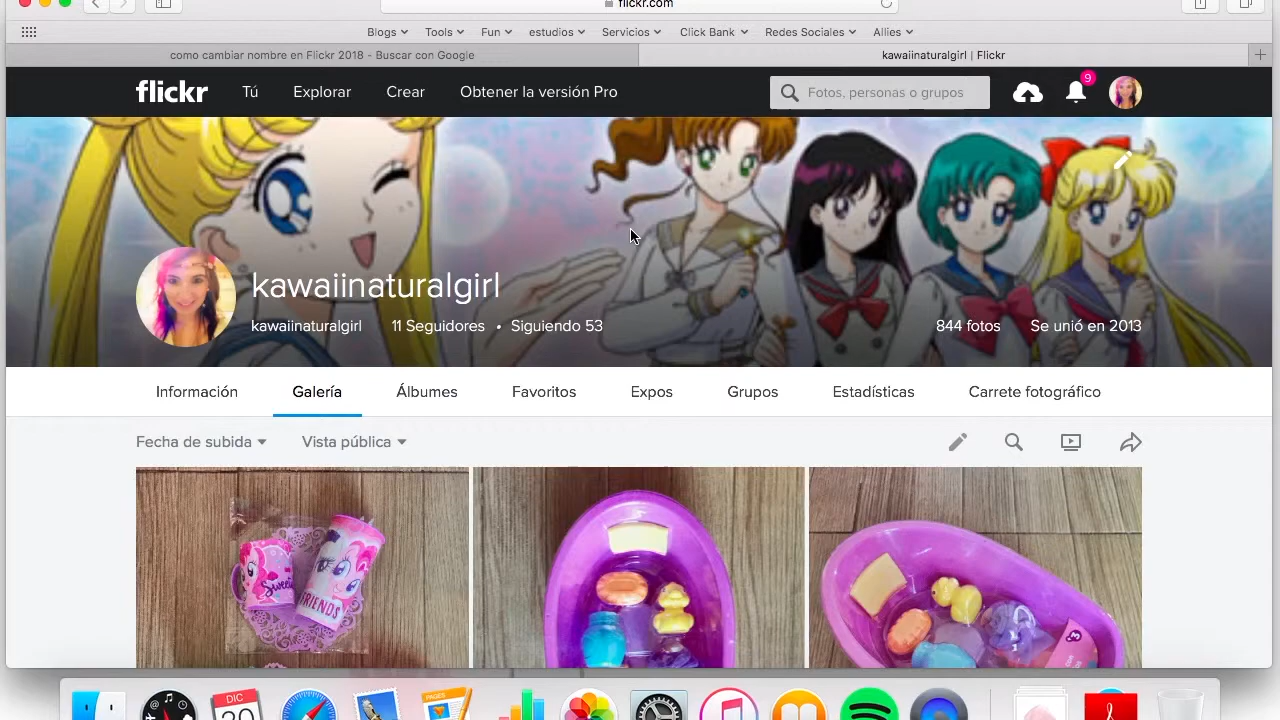 flickr.com
Blogs Tools Fun estudios Servicios Click Bank Redes Sociales Allies
como cambiar nombre en Flickr 2018 - Buscar con Google
kawaiinaturalgirl | Flickr
flickr Tú Explorar Crear Obtener la versión Pro Fotos, personas o grupos 9
kawaiinaturalgirl
kawaiinaturalgirl 11 Seguidores • Siguiendo 53 844 fotos Se unió en 2013
Información Galería Álbumes Favoritos Expos Grupos Estadísticas Carrete fotográfico
Fecha de subida Vista pública
FRIENDS
3
DIC
PAGES